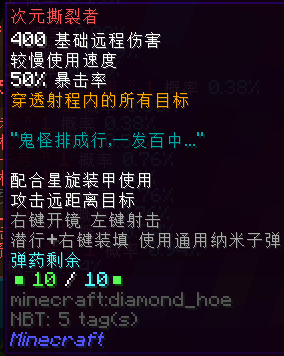 次元撕裂者
400 基础远程伤害
较慢使用速度
50% 暴击率
穿透射程内的所有目标
"鬼怪排成行,一发百中..."
配合星旋装甲使用
攻击远距离目标
右键开镜 左键射击
潜行+右键装填 使用通用纳米子弹
弹药剩余
▪ 10 / 10 ▪
minecraft:diamond_hoe
NBT: 5 tag(s)
Minecraft